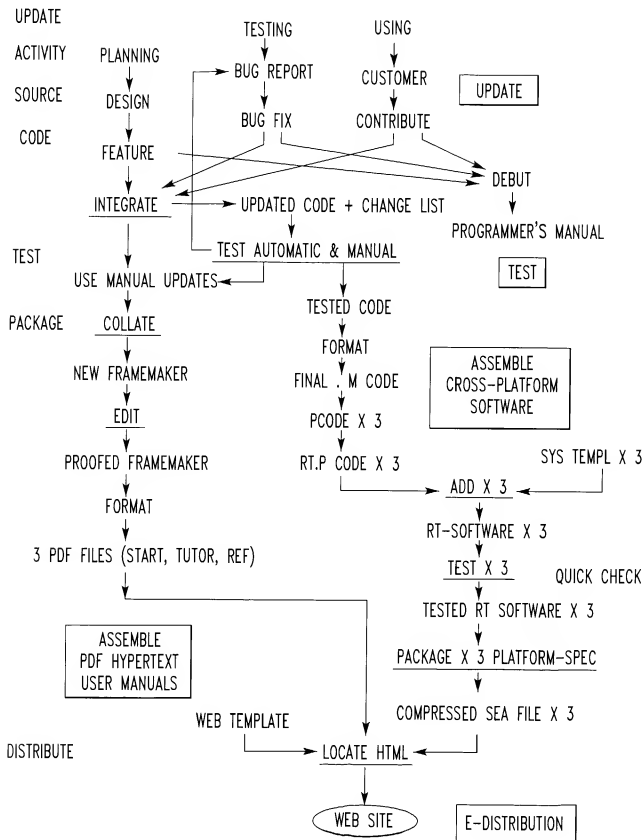 UPDATE
TESTING
USING
ACTIVITY
PLANNING
BUG REPORT
CUSTOMER
UPDATE
SOURCE
DESIGN
BUG FIX
CONTRIBUTE
CODE
FEATURE
DEBUT
INTEGRATE
UPDATED CODE + CHANGE LIST
PROGRAMMER'S MANUAL
TEST
TEST AUTOMATIC & MANUAL
TEST
USE MANUAL UPDATES
TESTED CODE
PACKAGE
COLLATE
FORMAT
ASSEMBLE
CROSS-PLATFORM
SOFTWARE
NEW FRAMEMAKER
FINAL . M CODE
EDIT
PCODE X 3
PROOFED FRAMEMAKER
RT.P CODE X 3
SYS TEMPL X 3
ADD X 3
FORMAT
RT-SOFTWARE X 3
3 PDF FILES (START, TUTOR, REF)
TEST X 3
QUICK CHECK
TESTED RT SOFTWARE X 3
ASSEMBLE
PDF HYPERTEXT
USER MANUALS
PACKAGE X 3 PLATFORM-SPEC
COMPRESSED SEA FILE X 3
WEB TEMPLATE
DISTRIBUTE
LOCATE HTML
WEB SITE
E-DISTRIBUTION